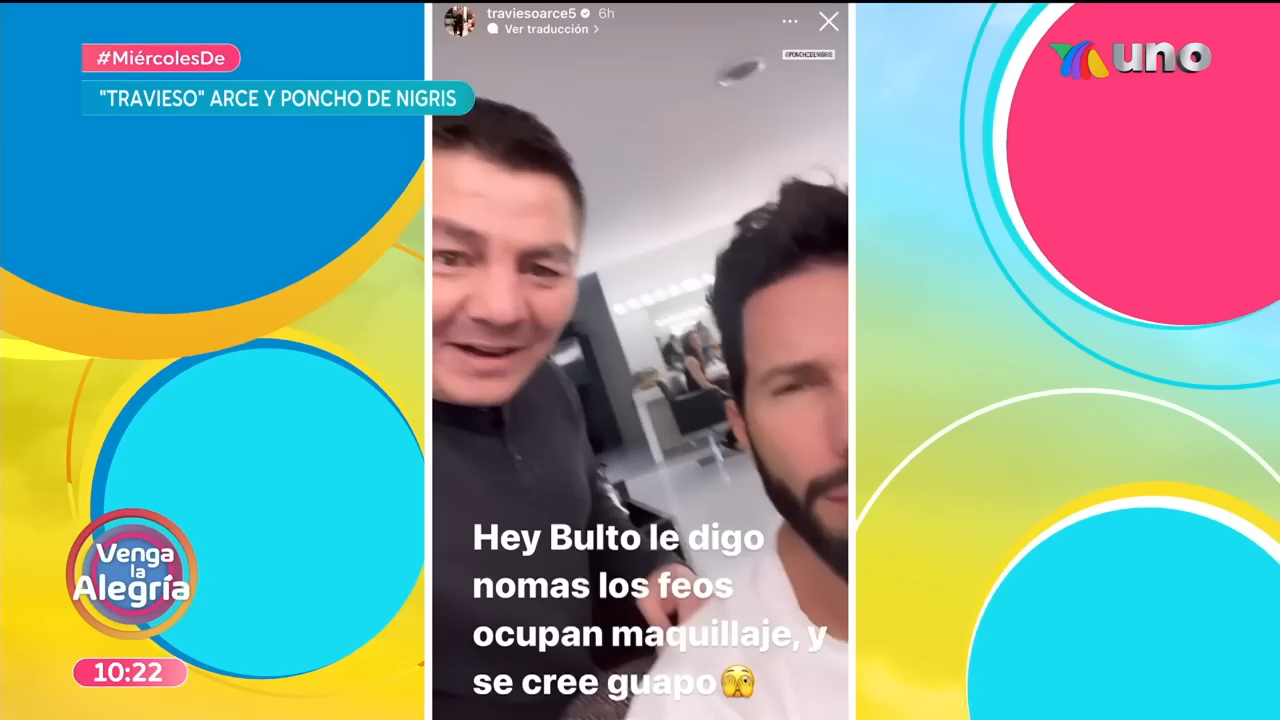 #MiércolesDe
"TRAVIESO" ARCE Y PONCHO DE NIGRIS
traviesoarce5 6h
Ver traducción >
@PONCHODENIGRIS
uno
Hey Bulto le digo
nomas los feos
ocupan maquillaje, y
se cree guapo🫣
Venga
la
Alegría
10:22